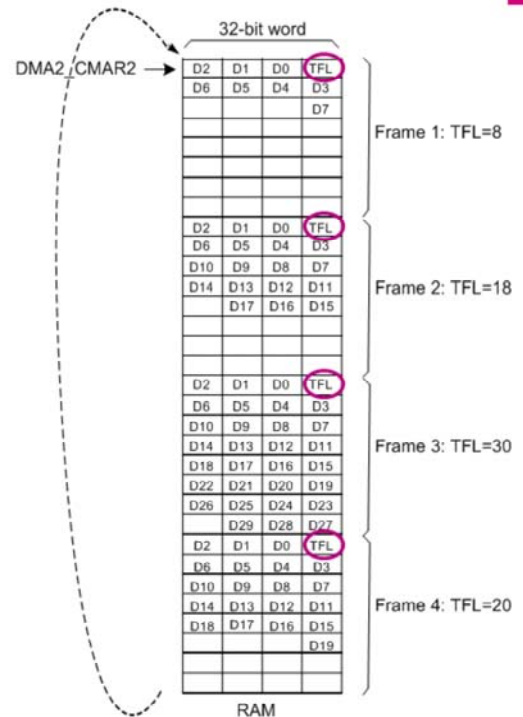 32-bit word
DMA2_CMAR2
D2 D1 D0 TFL
D6 D5 D4 D3
D7
Frame 1: TFL=8
D2 D1 D0 TFL
D6 D5 D4 D3
D10 D9 D8 D7
D14 D13 D12 D11
D17 D16 D15
Frame 2: TFL=18
D2 D1 D0 TFL
D6 D5 D4 D3
D10 D9 D8 D7
D14 D13 D12 D11
D18 D17 D16 D15
D22 D21 D20 D19
D26 D25 D24 D23
D29 D28 D27
Frame 3: TFL=30
D2 D1 D0 TFL
D6 D5 D4 D3
D10 D9 D8 D7
D14 D13 D12 D11
D18 D17 D16 D15
D19
Frame 4: TFL=20
RAM